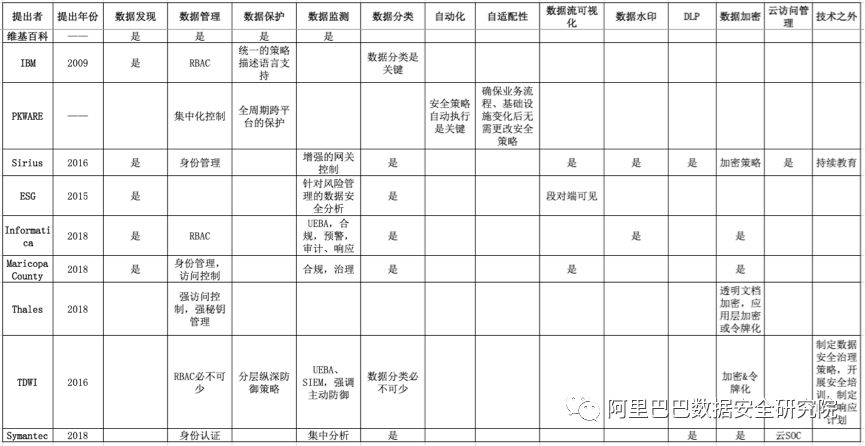 提出者 提出年份 数据发现 数据管理 数据保护 数据监测 数据分类 自动化 自适配性 数据流可视 数据水印 DLP 数据加密 云访问管 技术之外
化 理
维基百科 —— 是 是 是 是
IBM 2009 是 RBAC 统一的策略 数据分类是
描述语言支 关键
持
PKWARE —— 集中化控制 全周期跨平 安全策略 确保业务流
台的保护 自动执行 程、基础设
是关键 施变化后无
需更改安全
策略
Sirius 2016 是 身份管理 增强的网关 是 是 是 是 加密策略 是 持续教育
控制
ESG 2015 是 针对风险管 是 段对端可见
理的数据安
全分析
Informati 2018 是 RBAC UEBA，合 是 是 是
ca 规，预警，
审计、响应
Maricopa 2018 是 身份管理， 合规，治理 是 是 是
County 访问控制
Thales 2018 强访问控 透明文档
制，强秘钥 加密，应
管理 用层加密
或令牌化
TDWI 2016 RBAC必不可 分层纵深防 UEBA、 数据分类必 加密&令 制定数据
少 御策略 SIEM，强调 不可少 牌化 安全治理
主动防御 策略，开
展安全培
训，制定
响应
计划
Symantec 2018 身份认证 集中分析 是 是 是 云SOC
阿里巴巴数据安全研究院